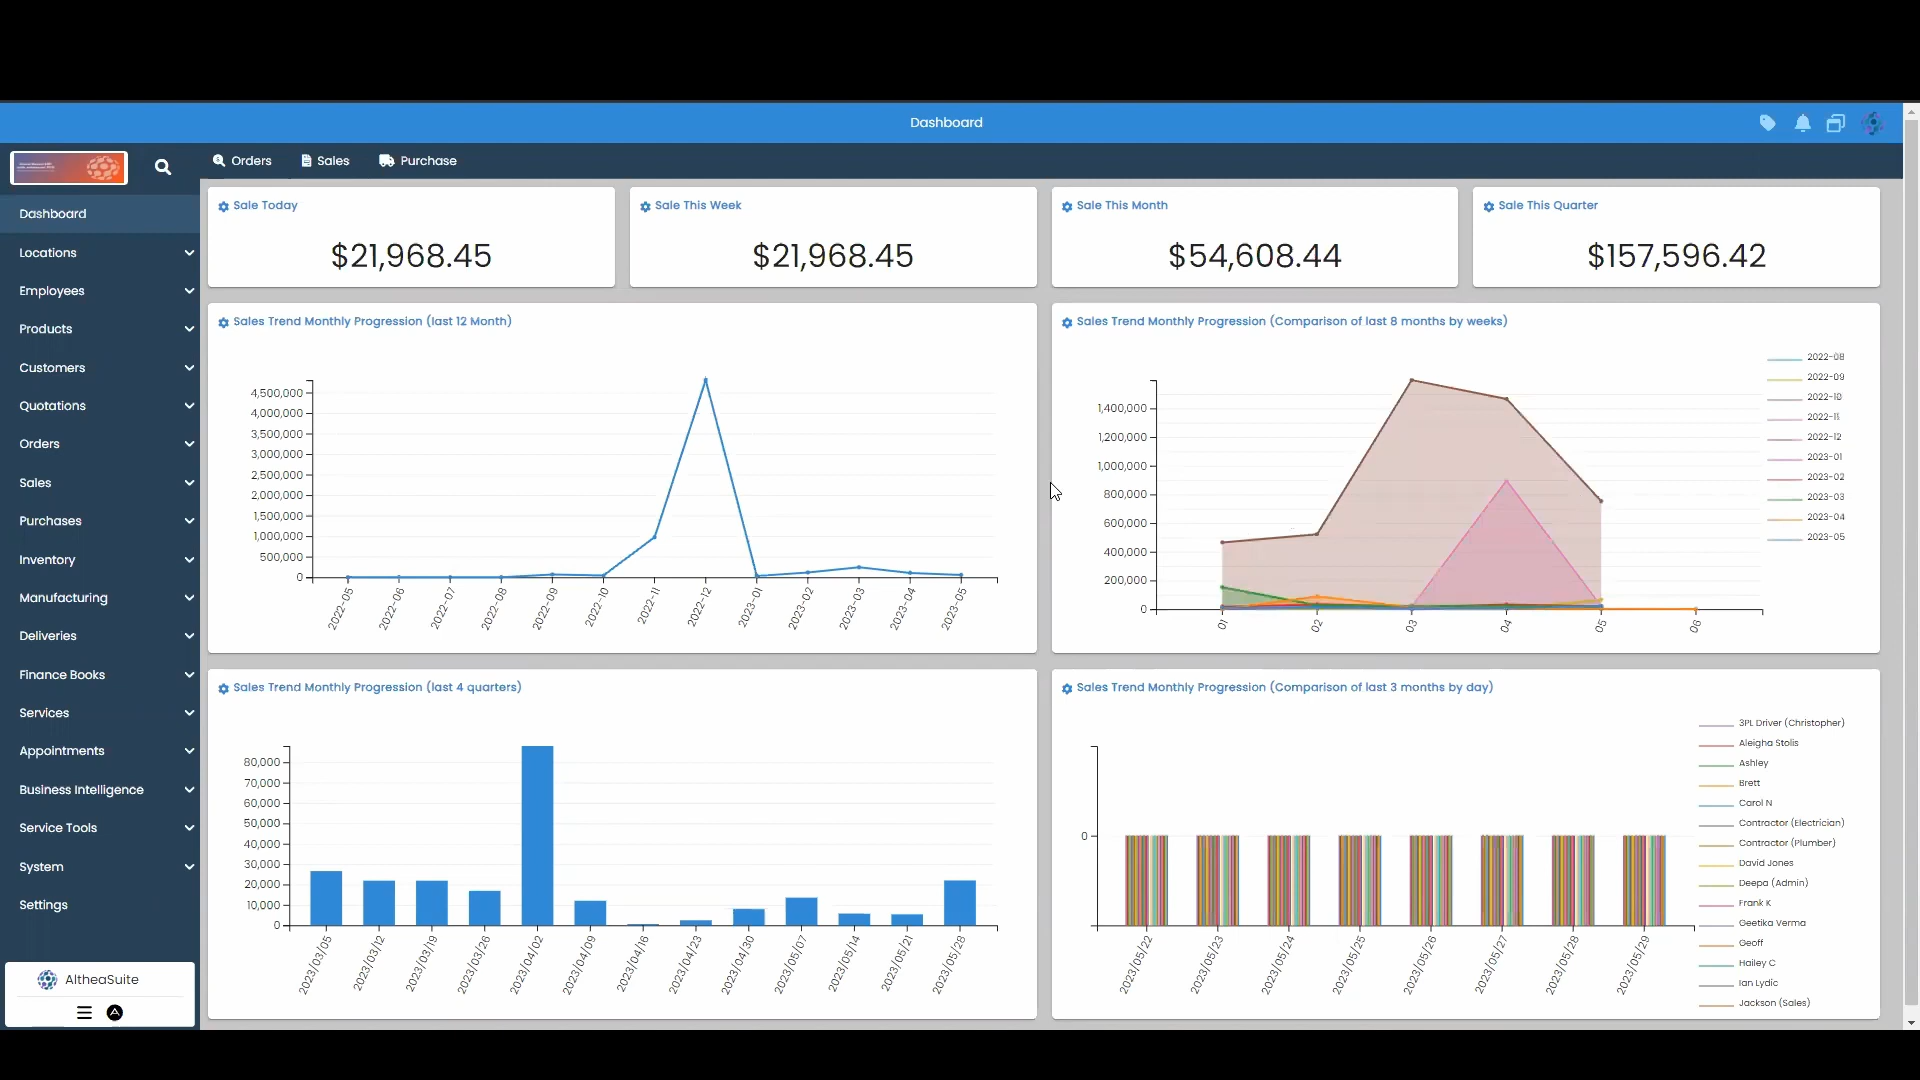 Dashboard
Orders
Sales
Purchase
Dashboard
Locations
Employees
Products
Customers
Quotations
Orders
Sales
Purchases
Inventory
Manufacturing
Deliveries
Finance Books
Services
Appointments
Business Intelligence
Service Tools
System
Settings
AltheaSuite
Sale Today
$21,968.45
Sale This Week
$21,968.45
Sale This Month
$54,608.44
Sale This Quarter
$157,596.42
Sales Trend Monthly Progression (last 12 Month)
4,500,000
4,000,000
3,500,000
3,000,000
2,500,000
2,000,000
1,500,000
1,000,000
500,000
0
2022-05
2022-06
2022-07
2022-08
2022-09
2022-10
2022-11
2022-12
2023-01
2023-02
2023-03
2023-04
2023-05
Sales Trend Monthly Progression (Comparison of last 8 months by weeks)
1,400,000
1,200,000
1,000,000
800,000
600,000
400,000
200,000
0
01
02
03
04
05
06
2022-08
2022-09
2022-10
2022-11
2022-12
2023-01
2023-02
2023-03
2023-04
2023-05
Sales Trend Monthly Progression (last 4 quarters)
80,000
70,000
60,000
50,000
40,000
30,000
20,000
10,000
0
2023/03/05
2023/03/12
2023/03/19
2023/03/26
2023/04/02
2023/04/09
2023/04/16
2023/04/23
2023/04/30
2023/05/07
2023/05/14
2023/05/21
2023/05/28
Sales Trend Monthly Progression (Comparison of last 3 months by day)
0
2023/05/22
2023/05/23
2023/05/24
2023/05/25
2023/05/26
2023/05/27
2023/05/28
2023/05/29
3PL Driver (Christopher)
Aleigha Stolis
Ashley
Brett
Carol N
Contractor (Electrician)
Contractor (Plumber)
David Jones
Deepa (Admin)
Frank K
Geetika Verma
Geoff
Hailey C
Ian Lydic
Jackson (Sales)